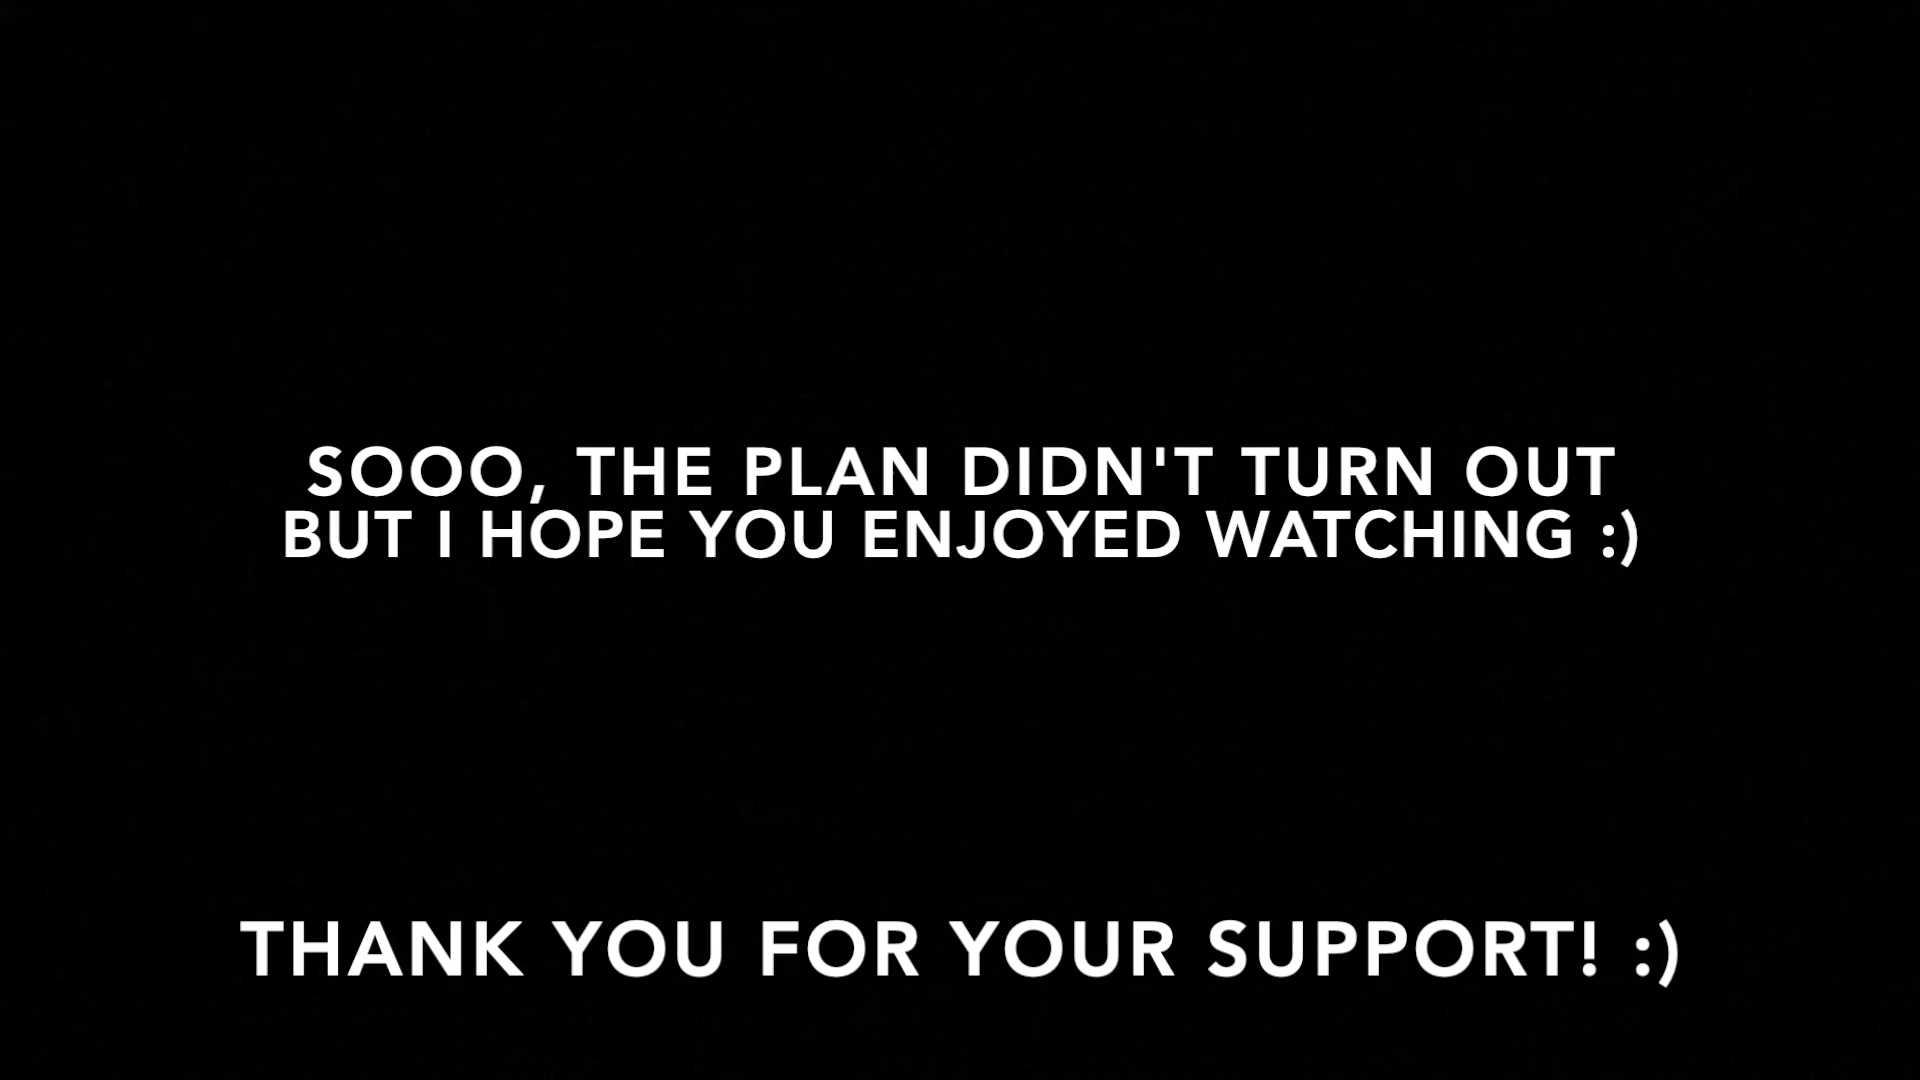 SOOO, THE PLAN DIDN'T TURN OUT
BUT I HOPE YOU ENJOYED WATCHING :)
THANK YOU FOR YOUR SUPPORT! :)